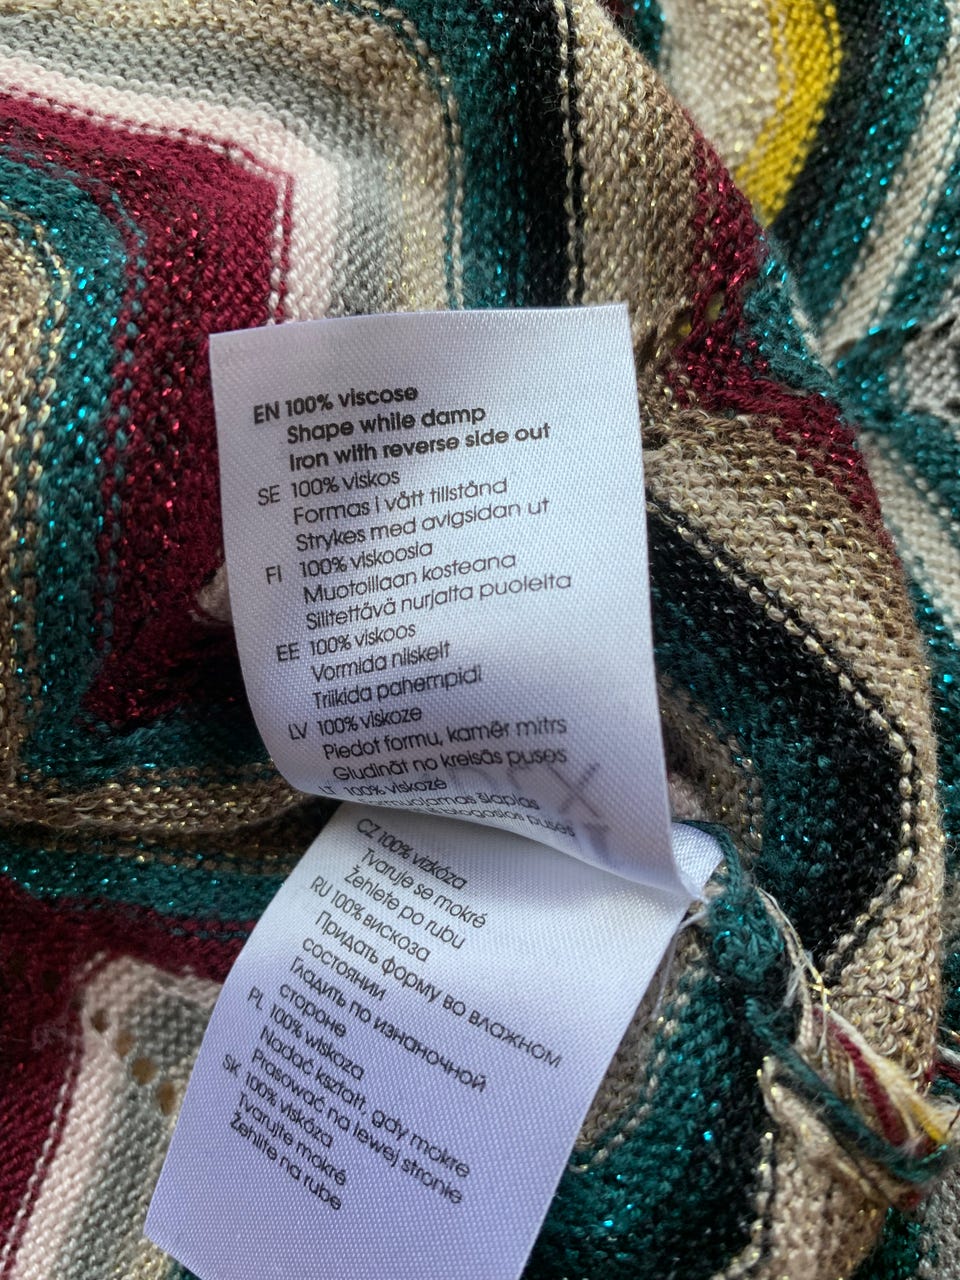 EN 100% viscose
Shape while damp
Iron with reverse side out
SE 100% viskos
Formas i vått tillstånd
Strykes med avigsidan ut
FI 100% viskoosia
Muotoillaan kosteana
Silitettävä nurjalta puolelta
EE 100% viskoos
Vormida niiskelt
Triikida pahempidi
LV 100% viskoze
Piedot formu, kamēr mitrs
Gludināt no kreisās puses
LT 100% viskozė
šlapias
blogosios pusės
CZ 100% vizkóza
Tvaruje se mokré
Žehlete po rubu
RU 100% вискоза
Придать форму во влажном
состоянии
Гладить по изнаночной
стороне
PL 100% wiskoza
Nadać kształt, gdy mokre
Prasować na lewej stronie
SK 100% viskóza
Tvarujte mokré
Žehlite na rube